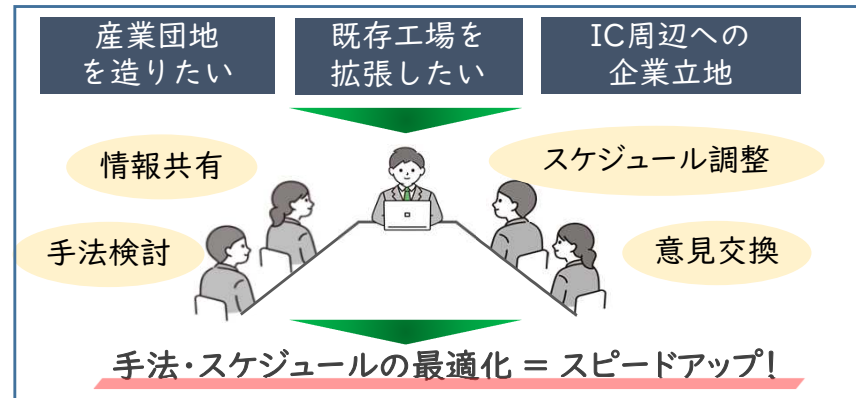 産業団地
を造りたい
既存工場を
拡張したい
IC周辺への
企業立地
情報共有
スケジュール調整
手法検討
意見交換
手法・スケジュールの最適化 = スピードアップ!